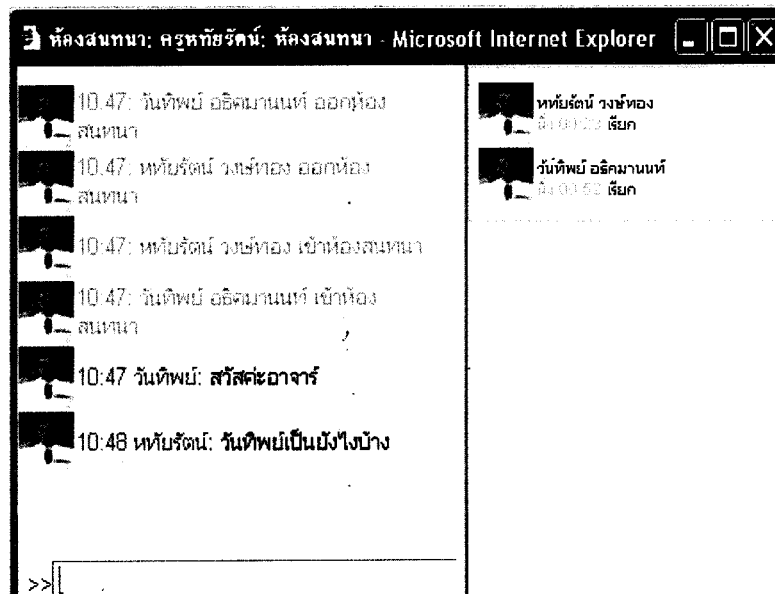 ห้องสนทนา: ครูหทัยรัตน์: ห้องสนทนา - Microsoft Internet Explorer
10.47: วันทิพย์ อธิคมานนท์ ออกห้อง
สนทนา
10.47: หทัยรัตน์ วงษ์ทอง ออกห้อง
สนทนา
10.47: หทัยรัตน์ วงษ์ทอง เข้าห้องสนทนา
10.47: วันทิพย์ อธิคมานนท์ เข้าห้อง
สนทนา
10:47 วันทิพย์: สวัสค่ะอาจาร์
10:48 หทัยรัตน์: วันทิพย์เป็นยังไงบ้าง
>>
หทัยรัตน์ วงษ์ทอง
เรียก
วันทิพย์ อธิคมานนท์
เรียก